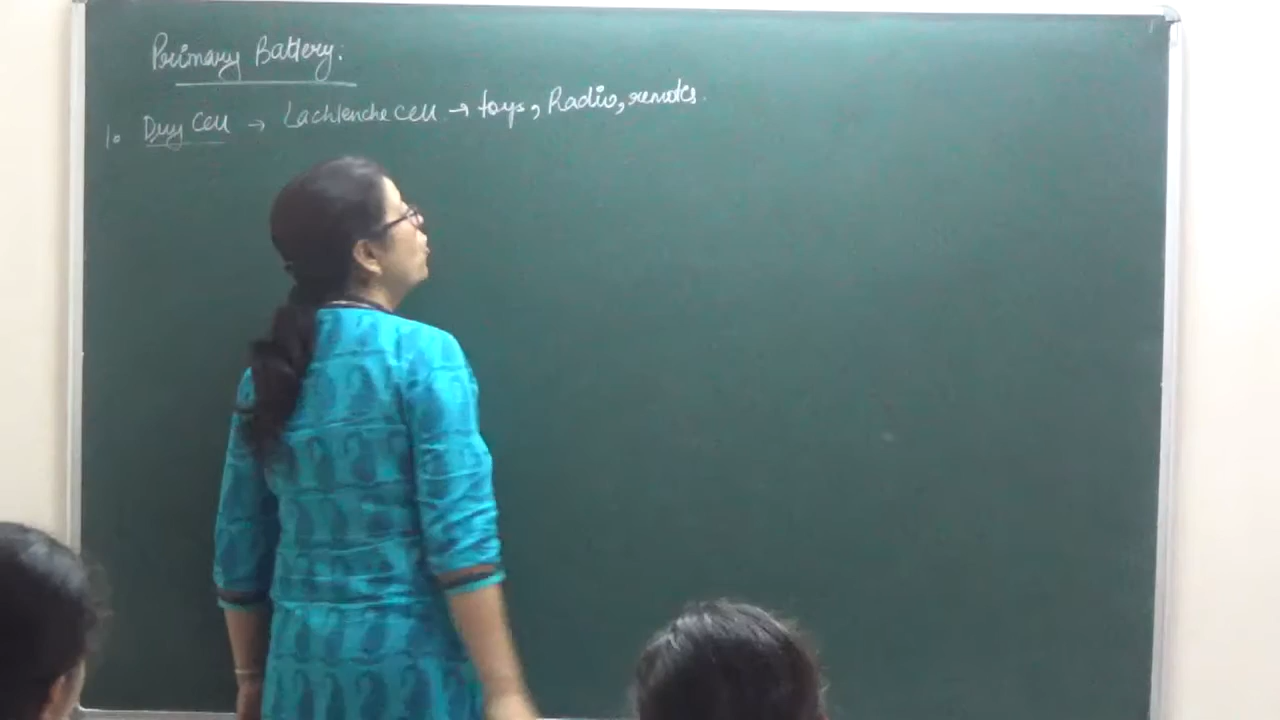 Primary Battery:
1. Dry Cell → Lachlenche cell → toys, Radio, remotes.